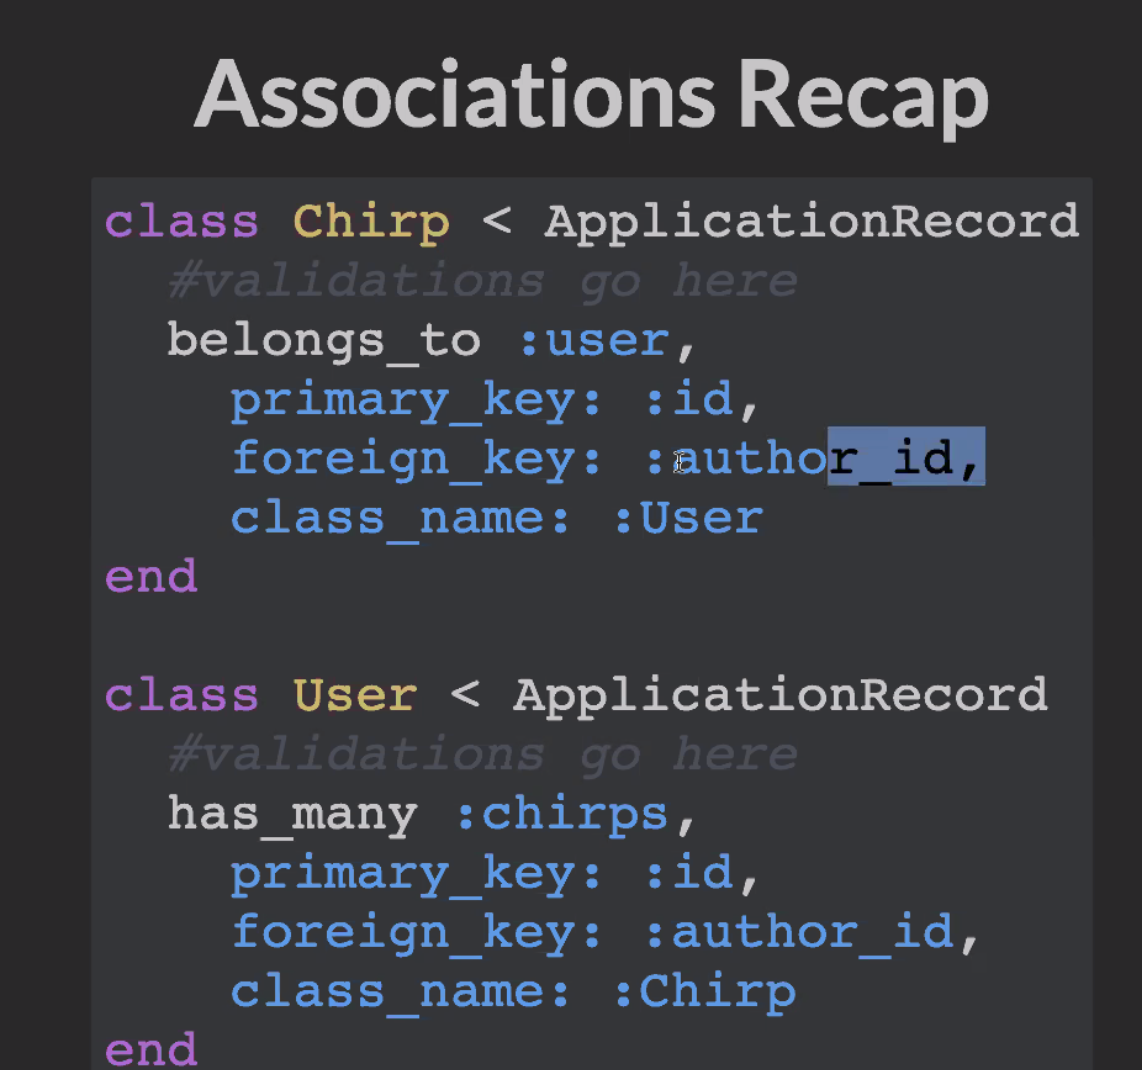 Associations Recap
class Chirp < ApplicationRecord
  #validations go here
  belongs_to :user,
    primary_key: :id,
    foreign_key: :author_id,
    class_name: :User
end

class User < ApplicationRecord
  #validations go here
  has_many :chirps,
    primary_key: :id,
    foreign_key: :author_id,
    class_name: :Chirp
end